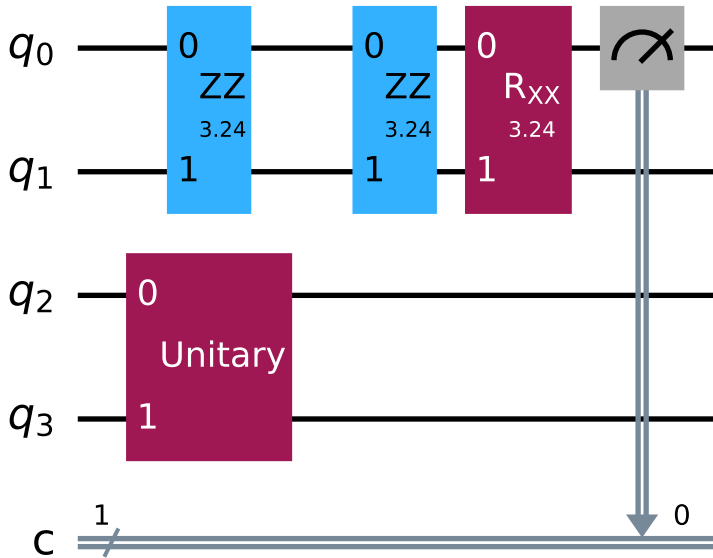 q0 0 0 0
ZZ ZZ RXX
3.24 3.24 3.24
q1 1 1 1
q2 0
Unitary
q3 1
1 0
c